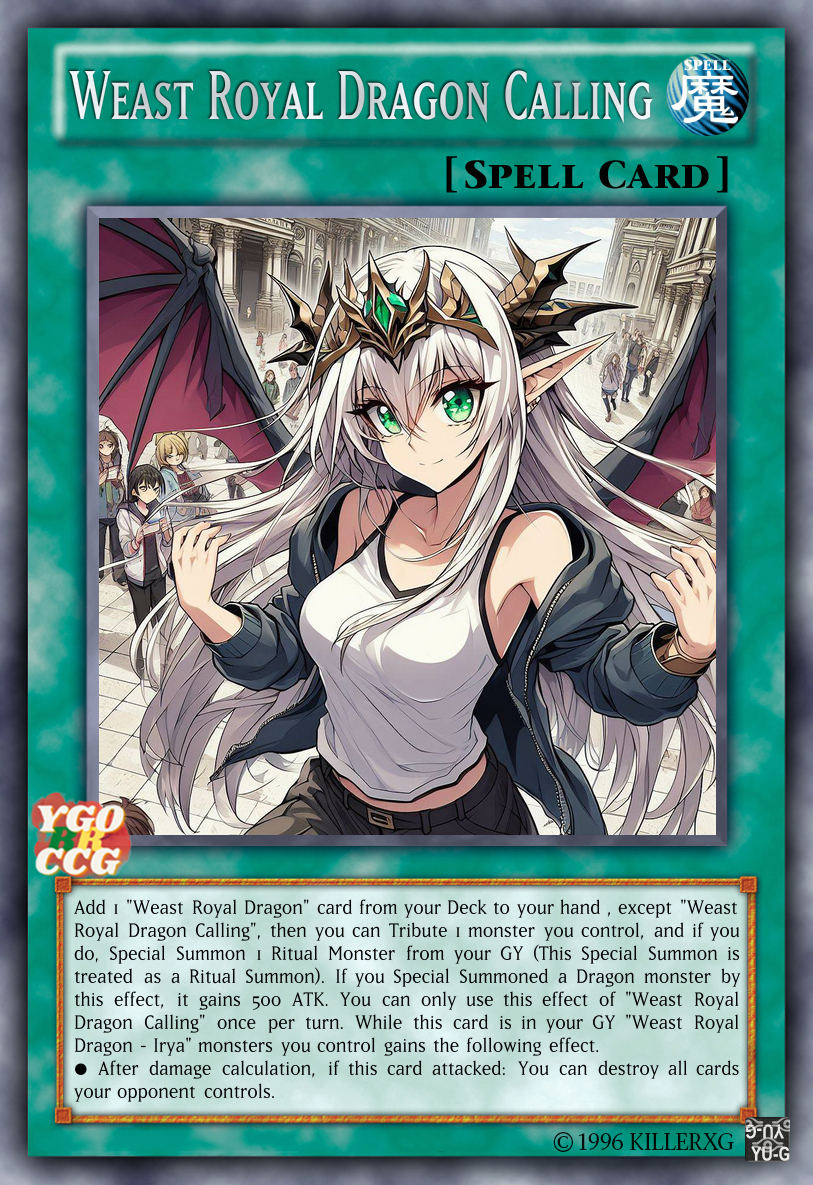 WEAST ROYAL DRAGON CALLING
SPELL
魔
[SPELL CARD]
YGO
CCG
Add 1 "Weast Royal Dragon" card from your Deck to your hand , except "Weast
Royal Dragon Calling", then you can Tribute 1 monster you control, and if you
do, Special Summon 1 Ritual Monster from your GY (This Special Summon is
treated as a Ritual Summon). If you Special Summoned a Dragon monster by
this effect, it gains 500 ATK. You can only use this effect of "Weast Royal
Dragon Calling" once per turn. While this card is in your GY "Weast Royal
Dragon - Irya" monsters you control gains the following effect.
● After damage calculation, if this card attacked: You can destroy all cards
your opponent controls.
© 1996 KILLERXG
YU-G